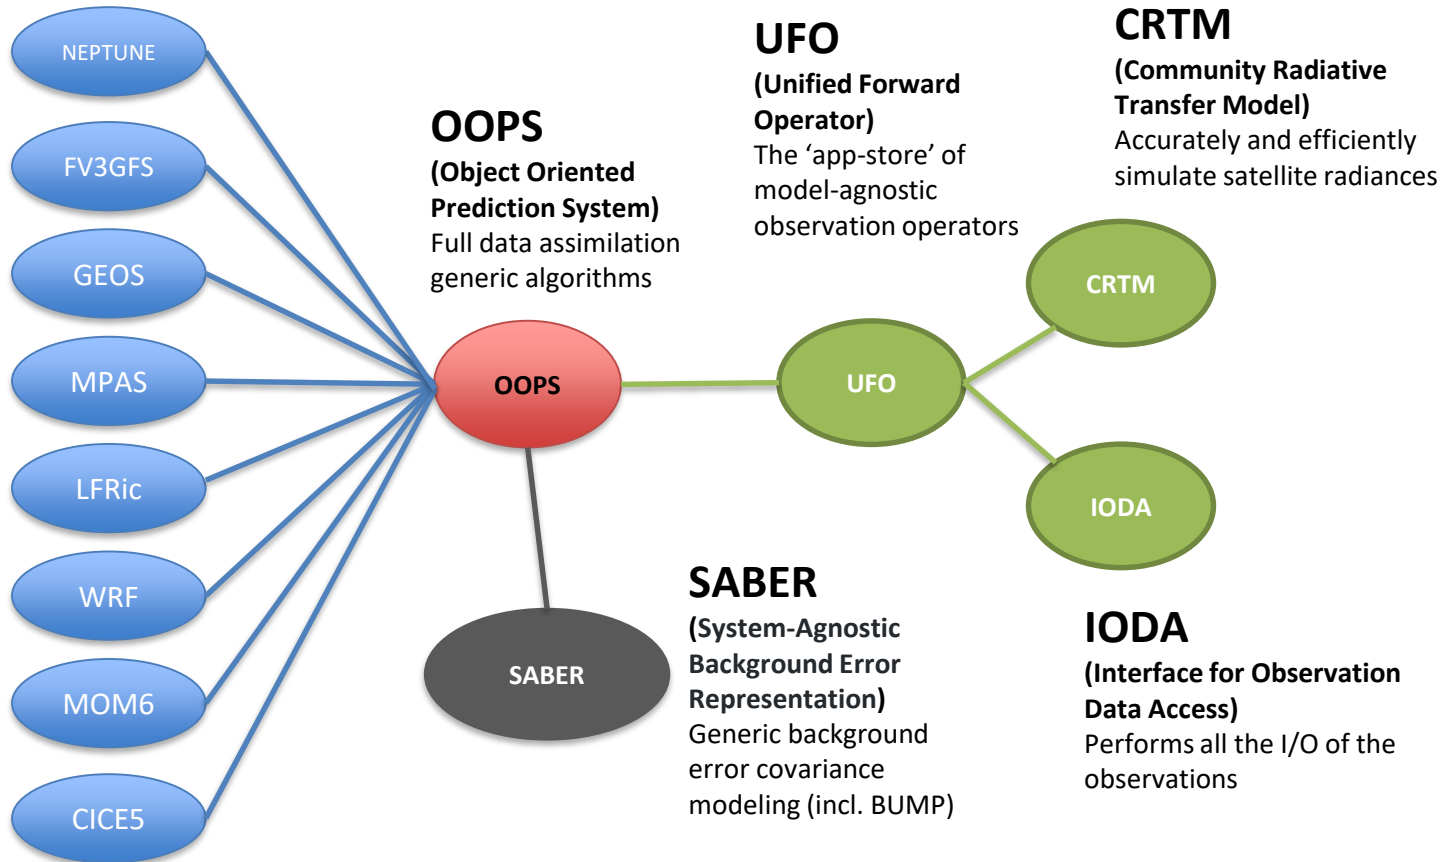 NEPTUNE
FV3GFS
GEOS
MPAS
LFRic
WRF
MOM6
CICE5
OOPS
(Object Oriented
Prediction System)
Full data assimilation
generic algorithms
OOPS
UFO
(Unified Forward
Operator)
The ‘app-store’ of
model-agnostic
observation operators
UFO
CRTM
(Community Radiative
Transfer Model)
Accurately and efficiently
simulate satellite radiances
CRTM
IODA
SABER
SABER
(System-Agnostic
Background Error
Representation)
Generic background
error covariance
modeling (incl. BUMP)
IODA
(Interface for Observation
Data Access)
Performs all the I/O of the
observations